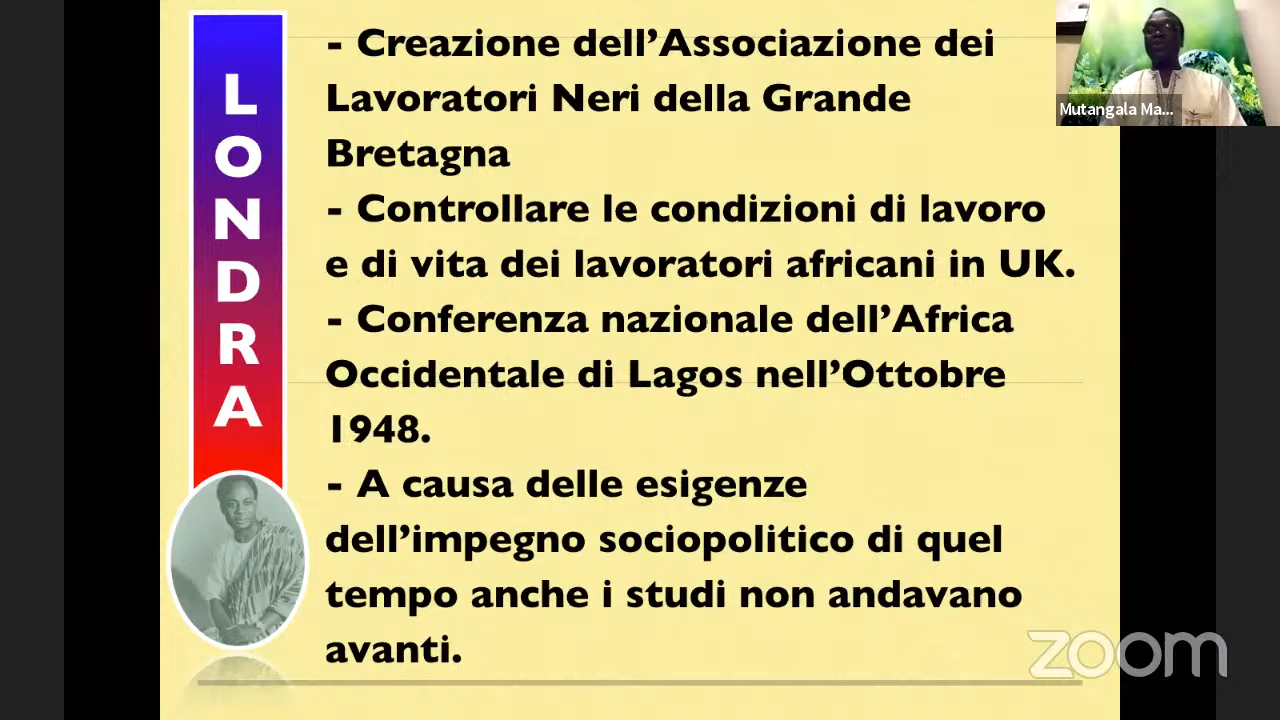 LONDRA
- Creazione dell’Associazione dei
Lavoratori Neri della Grande
Bretagna
- Controllare le condizioni di lavoro
e di vita dei lavoratori africani in UK.
- Conferenza nazionale dell’Africa
Occidentale di Lagos nell’Ottobre
1948.
- A causa delle esigenze
dell’impegno sociopolitico di quel
tempo anche i studi non andavano
avanti.
Mutangala Ma...
zoom